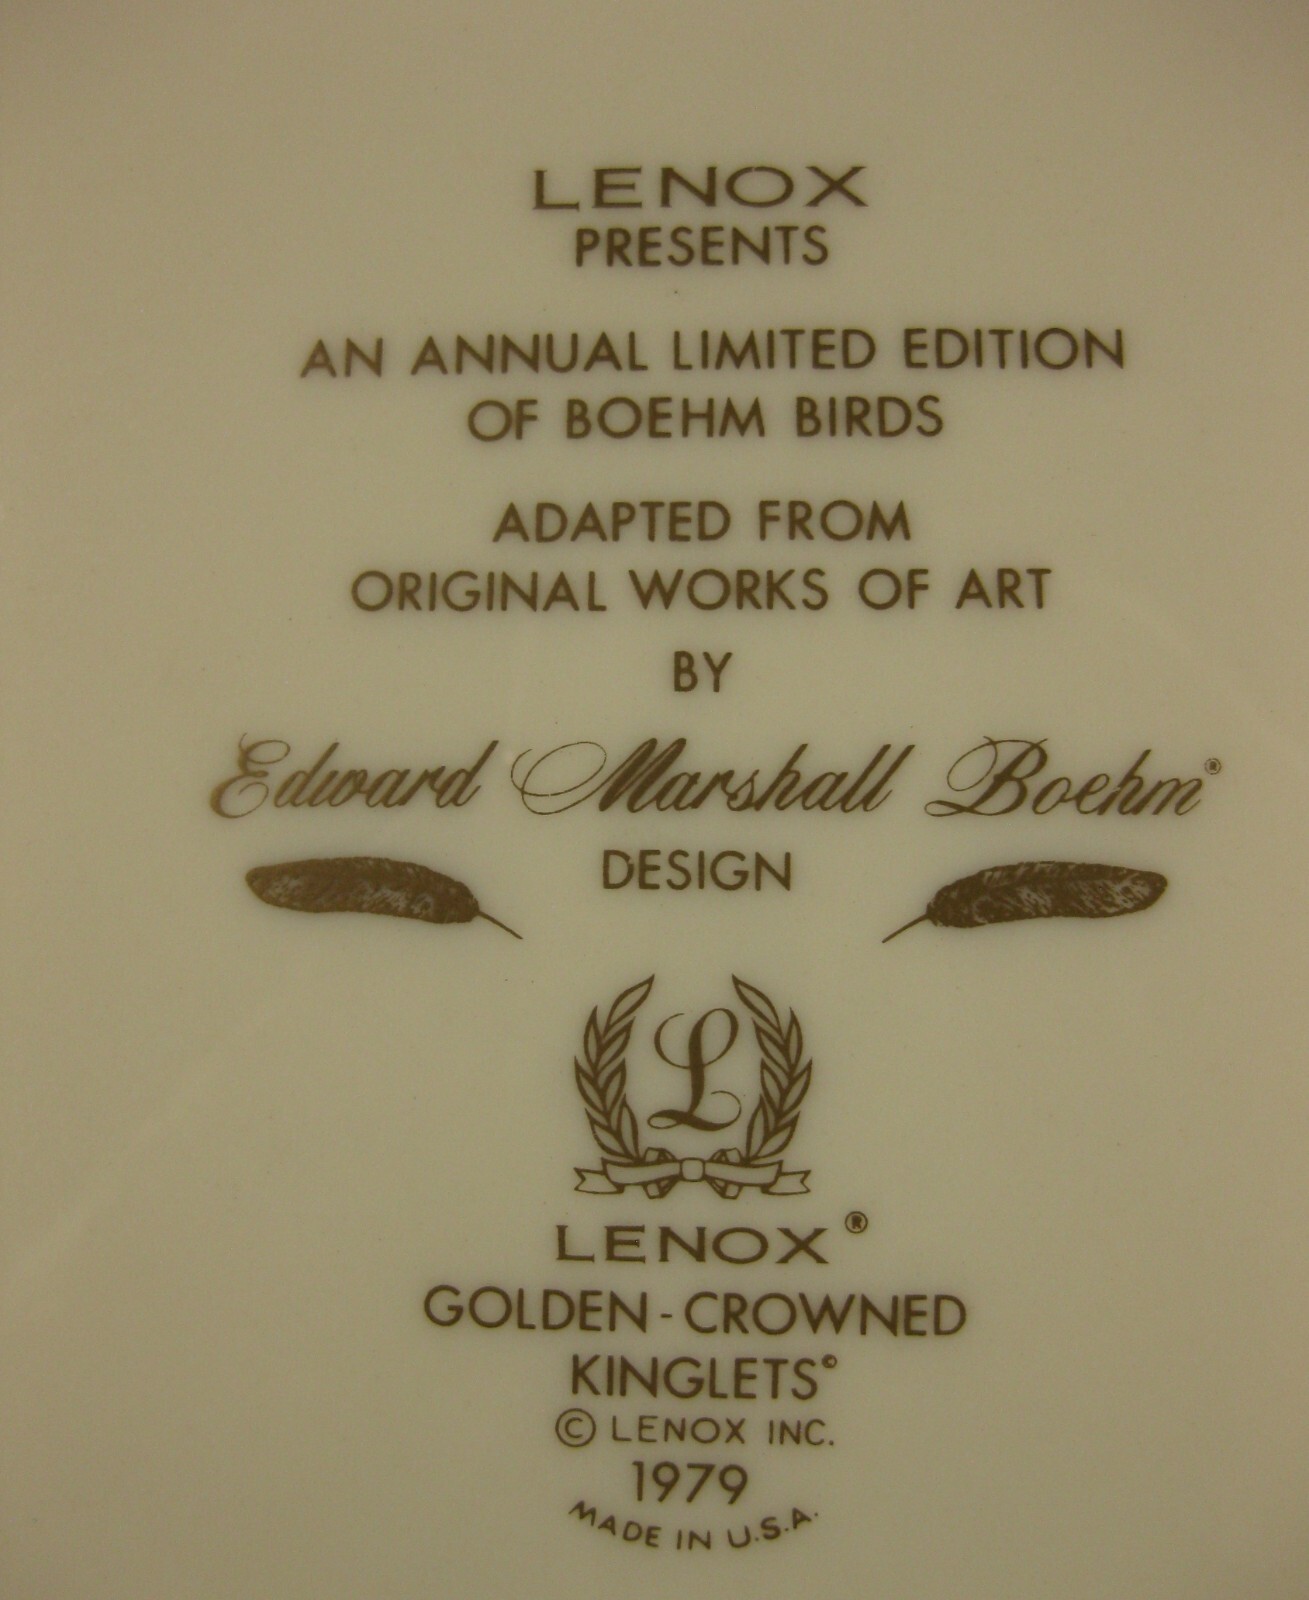 LENOX
PRESENTS
AN ANNUAL LIMITED EDITION
OF BOEHM BIRDS
ADAPTED FROM
ORIGINAL WORKS OF ART
BY
Edward Marshall Boehm®
DESIGN
L
LENOX®
GOLDEN-CROWNED
KINGLETS©
© LENOX INC.
1979
MADE IN U.S.A.